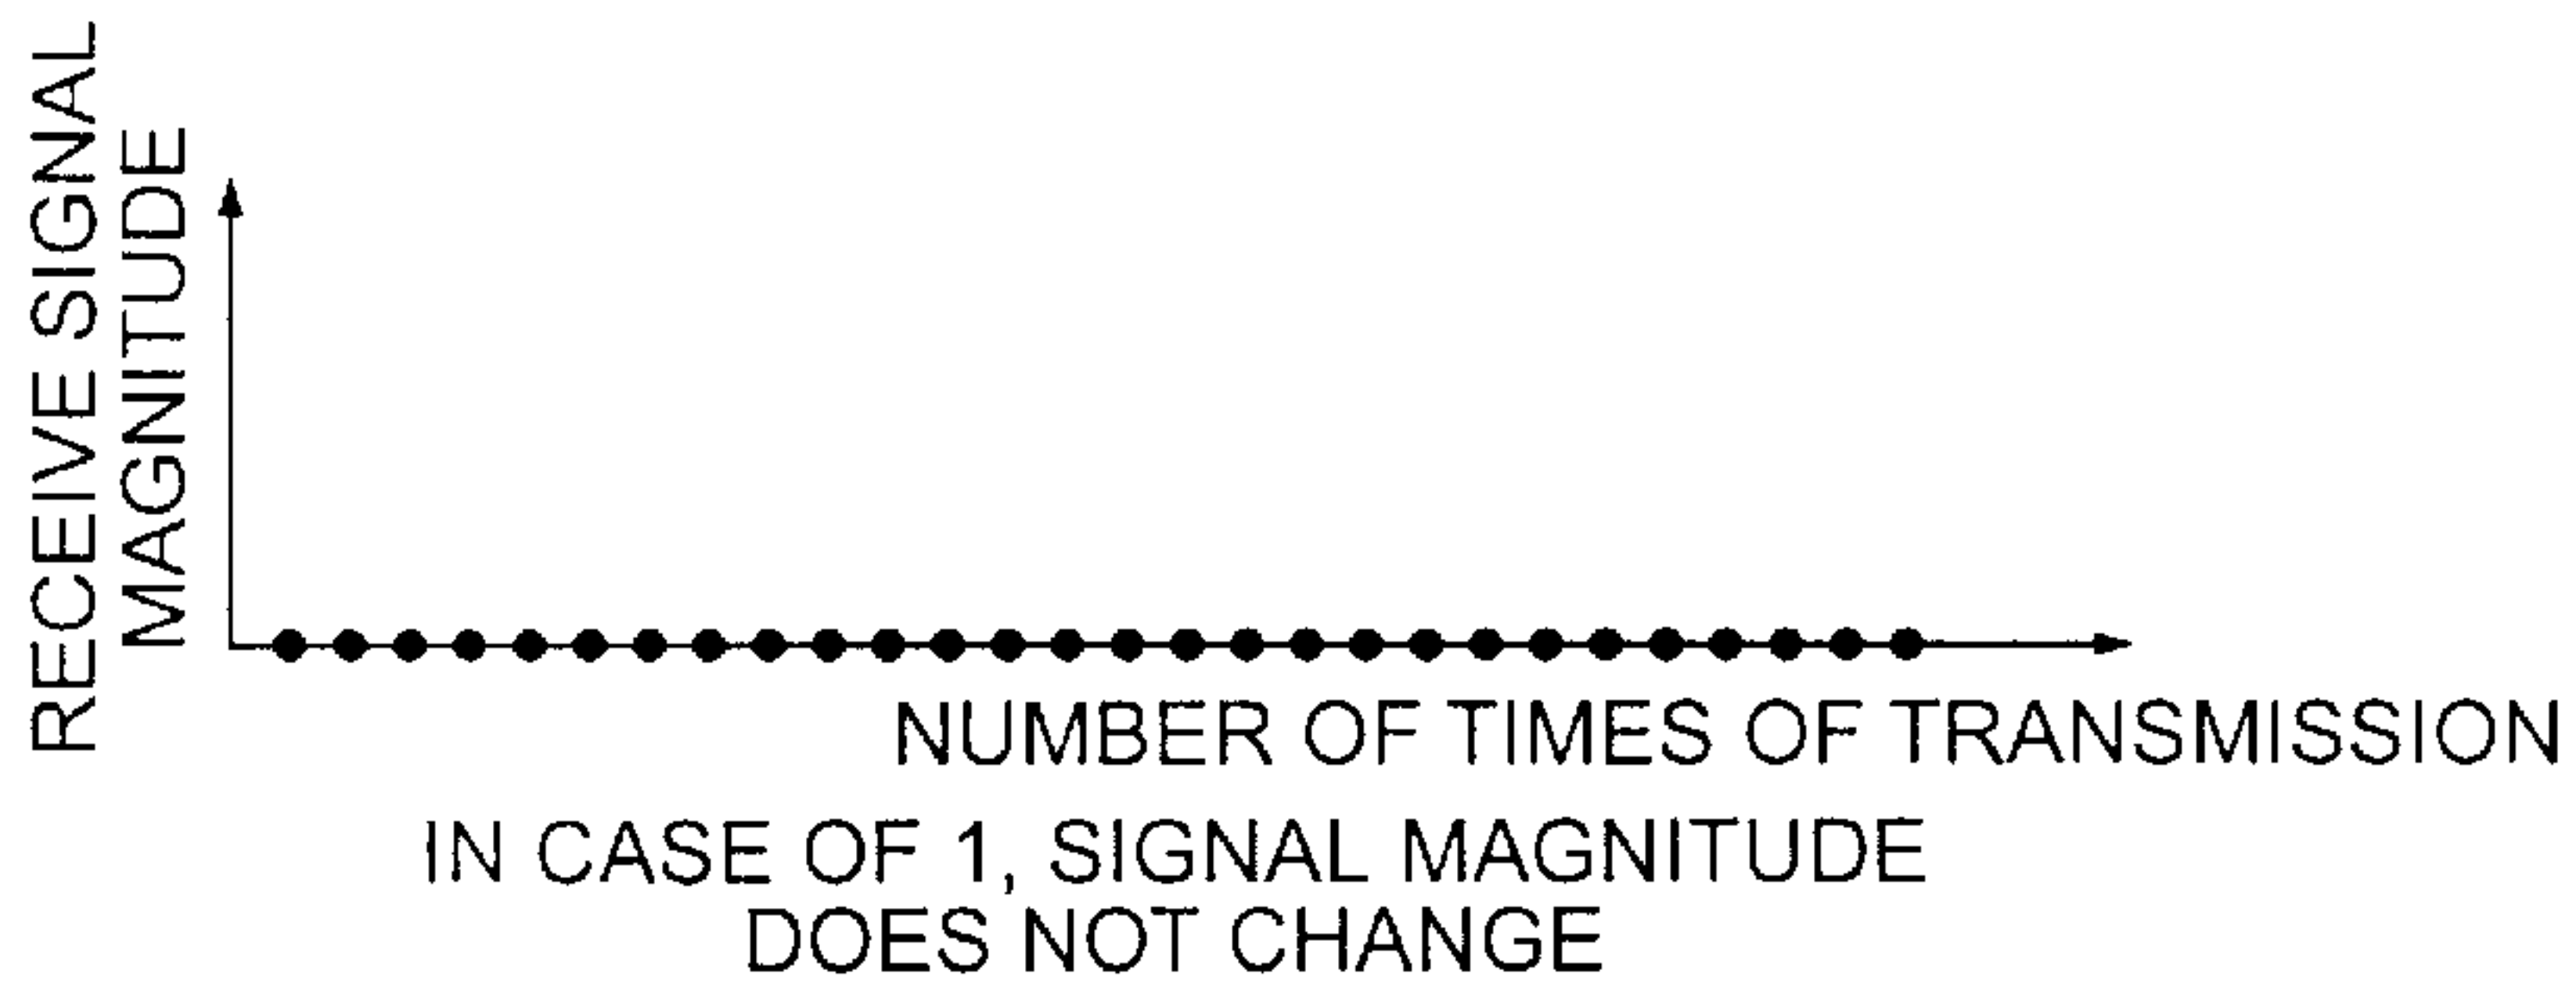 RECEIVE SIGNAL
MAGNITUDE
NUMBER OF TIMES OF TRANSMISSION
IN CASE OF 1, SIGNAL MAGNITUDE
DOES NOT CHANGE